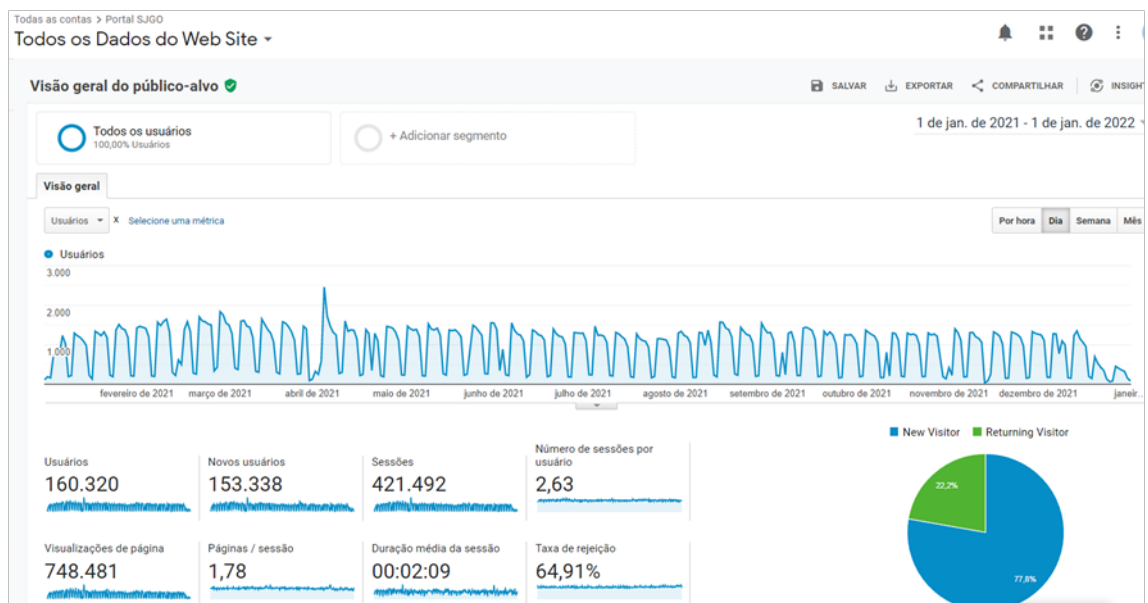 Todas as contas > Portal SJGO
Todos os Dados do Web Site
Visão geral do público-alvo
SALVAR EXPORTAR COMPARTILHAR INSIGHT
Todos os usuários
100,00% Usuários
+ Adicionar segmento
1 de jan. de 2021 - 1 de jan. de 2022
Visão geral
Usuários X Selecione uma métrica
Por hora Dia Semana Mês
Usuários
3.000
2.000
1.000
fevereiro de 2021 março de 2021 abril de 2021 maio de 2021 junho de 2021 julho de 2021 agosto de 2021 setembro de 2021 outubro de 2021 novembro de 2021 dezembro de 2021 janeir...
New Visitor Returning Visitor
Usuários
160.320
Novos usuários
153.338
Sessões
421.492
Número de sessões por
usuário
2,63
Visualizações de página
748.481
Páginas / sessão
1,78
Duração média da sessão
00:02:09
Taxa de rejeição
64,91%
22,2%
77,8%